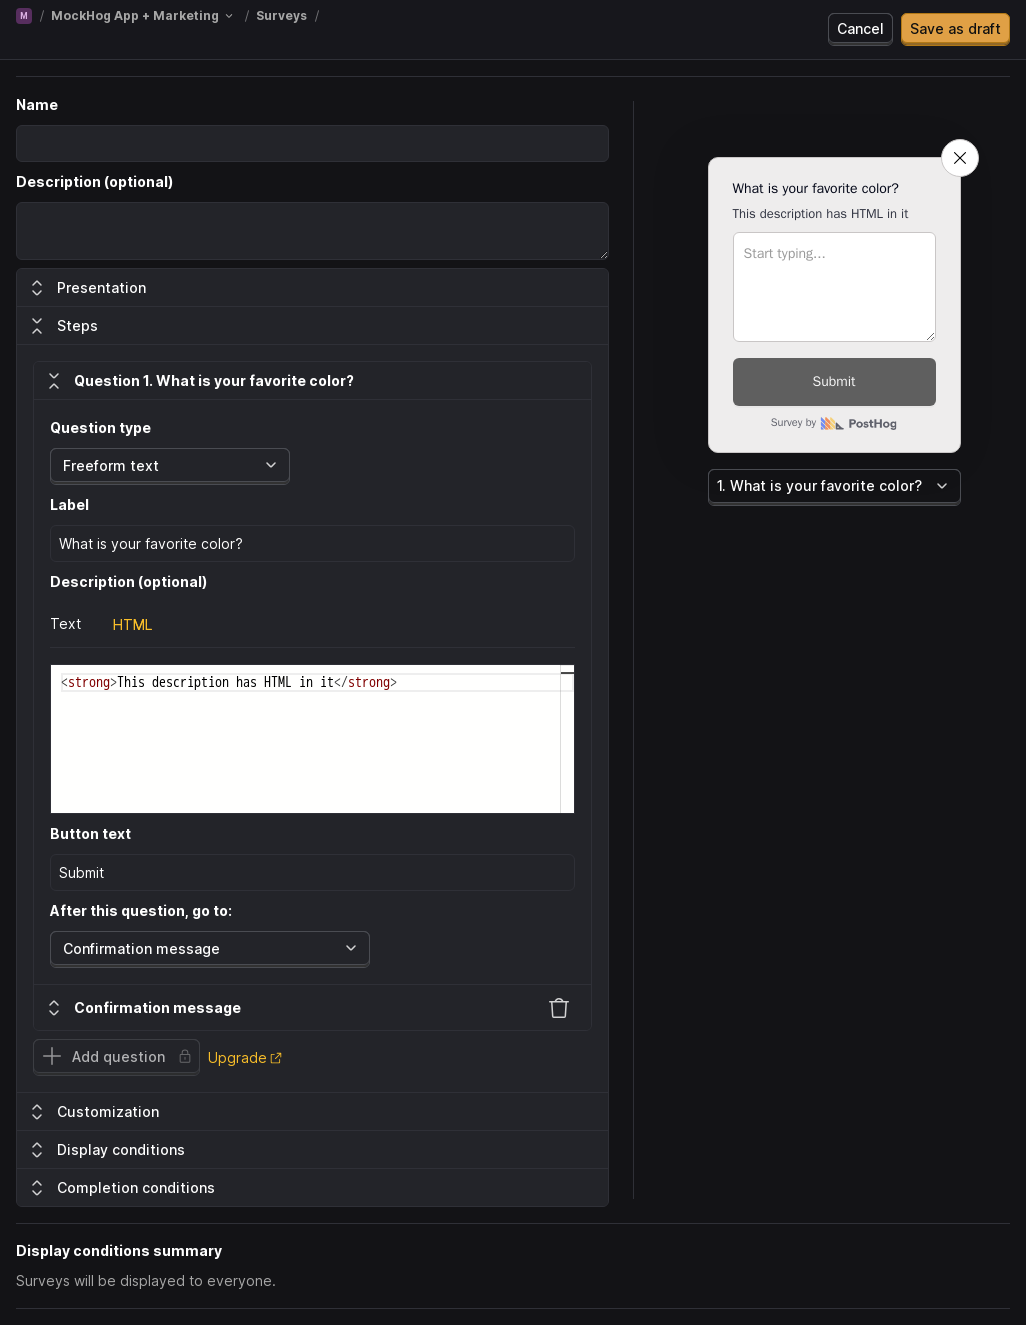 M / MockHog App + Marketing / Surveys /
Cancel
Save as draft
Name
Description (optional)
Presentation
Steps
Question 1. What is your favorite color?
Question type
Freeform text
Label
What is your favorite color?
Description (optional)
Text HTML
<strong>This description has HTML in it</strong>
Button text
Submit
After this question, go to:
Confirmation message
Confirmation message
Add question
Upgrade
Customization
Display conditions
Completion conditions
What is your favorite color?
This description has HTML in it
Start typing...
Submit
Survey by PostHog
1. What is your favorite color?
Display conditions summary
Surveys will be displayed to everyone.